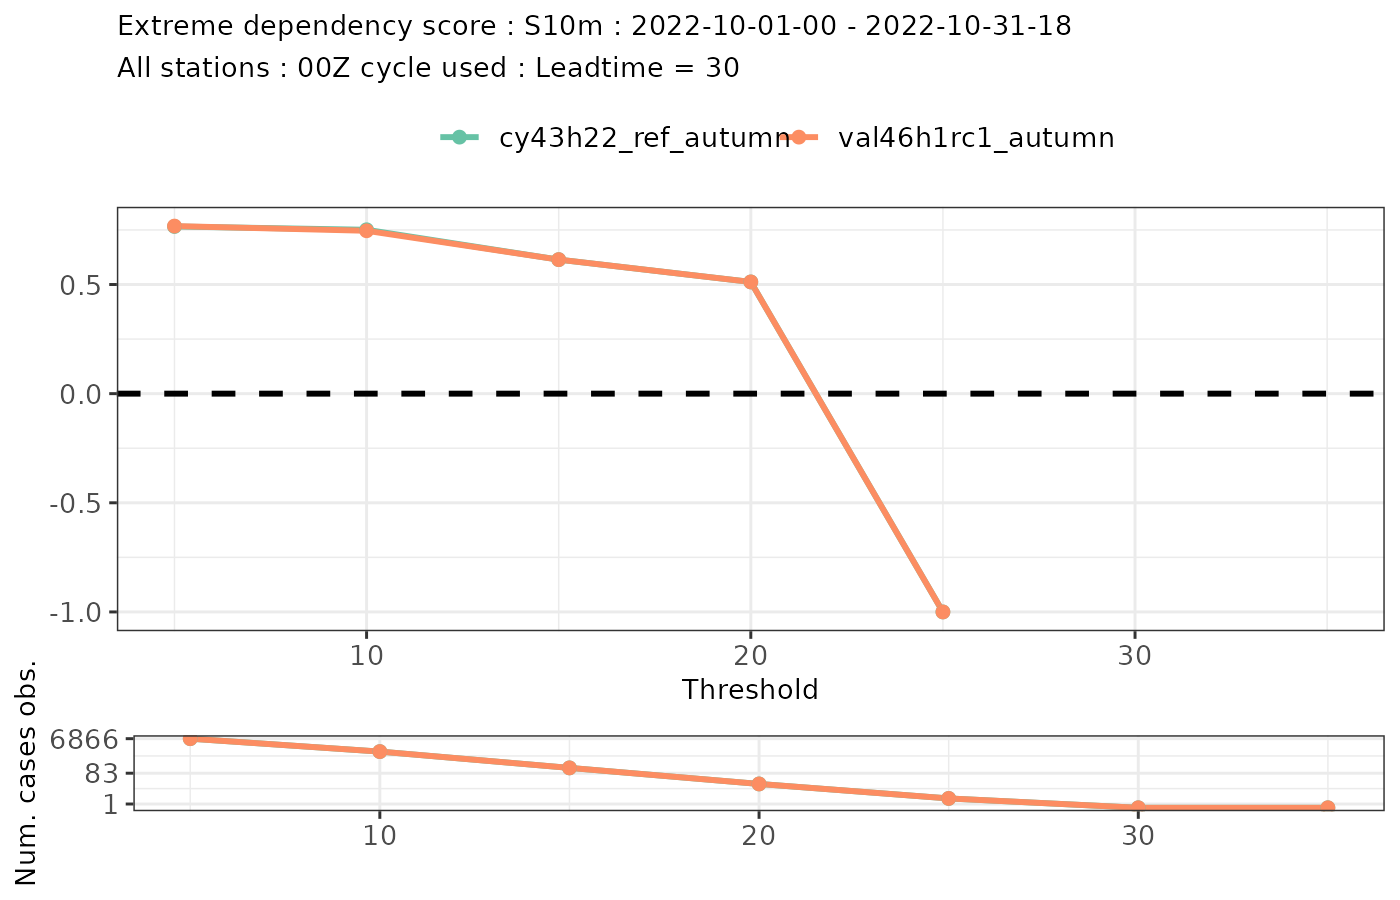 Extreme dependency score : S10m : 2022-10-01-00 - 2022-10-31-18
All stations : 00Z cycle used : Leadtime = 30
cy43h22_ref_autumn val46h1rc1_autumn
0.5
0.0
-0.5
-1.0
10 20 30
Threshold
Num. cases obs.
6866
83
1
10 20 30